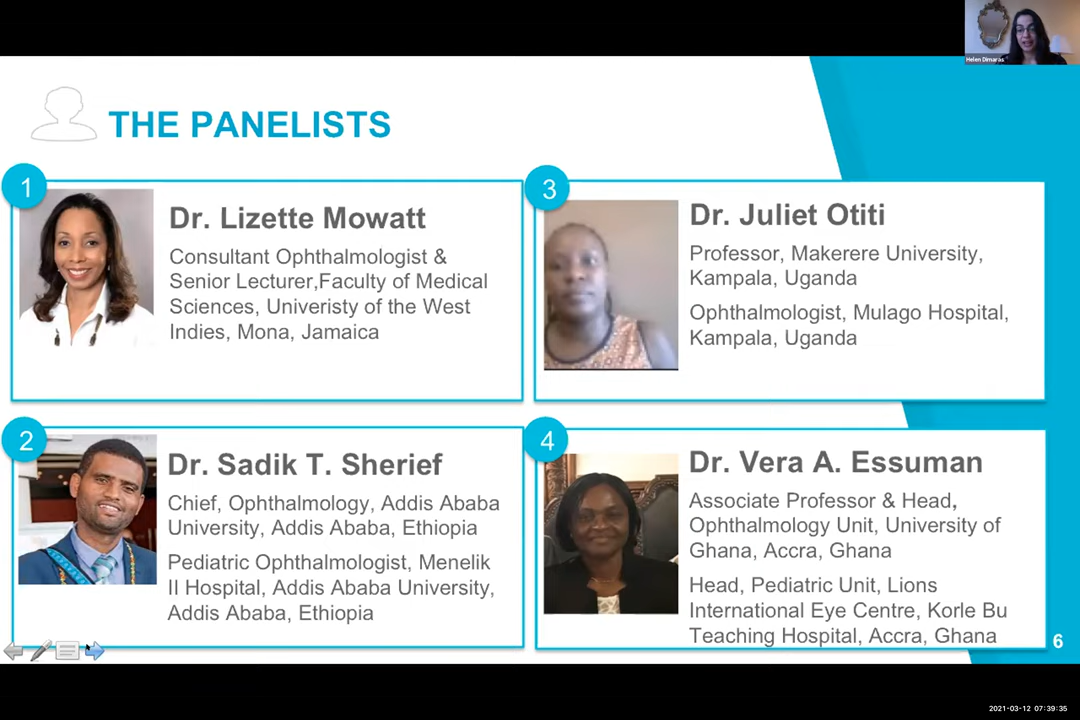 Helen Dimaras
THE PANELISTS
1
Dr. Lizette Mowatt
Consultant Ophthalmologist &
Senior Lecturer,Faculty of Medical
Sciences, Univeristy of the West
Indies, Mona, Jamaica
2
Dr. Sadik T. Sherief
Chief, Ophthalmology, Addis Ababa
University, Addis Ababa, Ethiopia
Pediatric Ophthalmologist, Menelik
II Hospital, Addis Ababa University,
Addis Ababa, Ethiopia
3
Dr. Juliet Otiti
Professor, Makerere University,
Kampala, Uganda
Ophthalmologist, Mulago Hospital,
Kampala, Uganda
4
Dr. Vera A. Essuman
Associate Professor & Head,
Ophthalmology Unit, University of
Ghana, Accra, Ghana
Head, Pediatric Unit, Lions
International Eye Centre, Korle Bu
Teaching Hospital, Accra, Ghana
6
2021-03-12 07:39:35